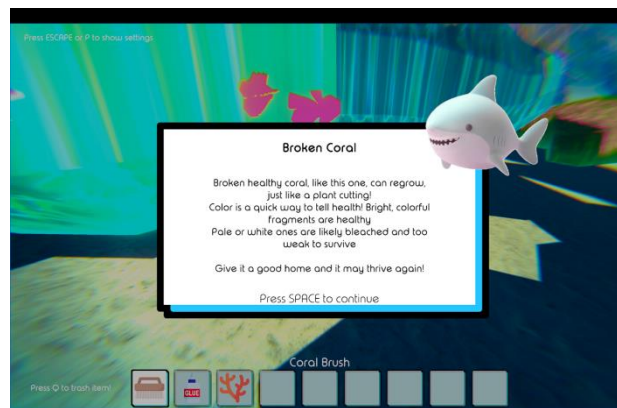 Press ESCAPE or P to show settings
Broken Coral
Broken healthy coral, like this one, can regrow,
just like a plant cutting!
Color is a quick way to tell health! Bright, colorful
fragments are healthy
Pale or white ones are likely bleached and too
weak to survive
Give it a good home and it may thrive again!
Press SPACE to continue
Coral Brush
GLUE
Press Q to trash item!